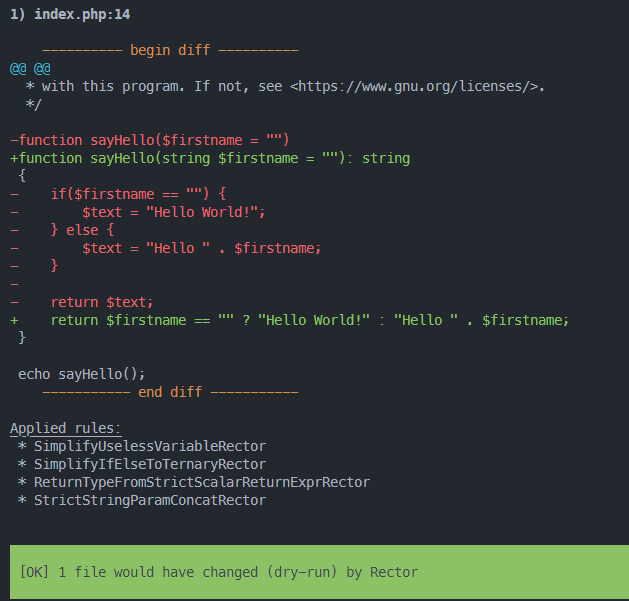 1) index.php:14
---------- begin diff ----------
@@ @@
  * with this program. If not, see <https://www.gnu.org/licenses/>.
  */
-function sayHello($firstname = "")
+function sayHello(string $firstname = ""): string
 {
-    if($firstname == "") {
-        $text = "Hello World!";
-    } else {
-        $text = "Hello " . $firstname;
-    }
-
-    return $text;
+    return $firstname == "" ? "Hello World!" : "Hello " . $firstname;
 }
 echo sayHello();
----------- end diff -----------
Applied rules:
 * SimplifyUselessVariableRector
 * SimplifyIfElseToTernaryRector
 * ReturnTypeFromStrictScalarReturnExprRector
 * StrictStringParamConcatRector
[OK] 1 file would have changed (dry-run) by Rector